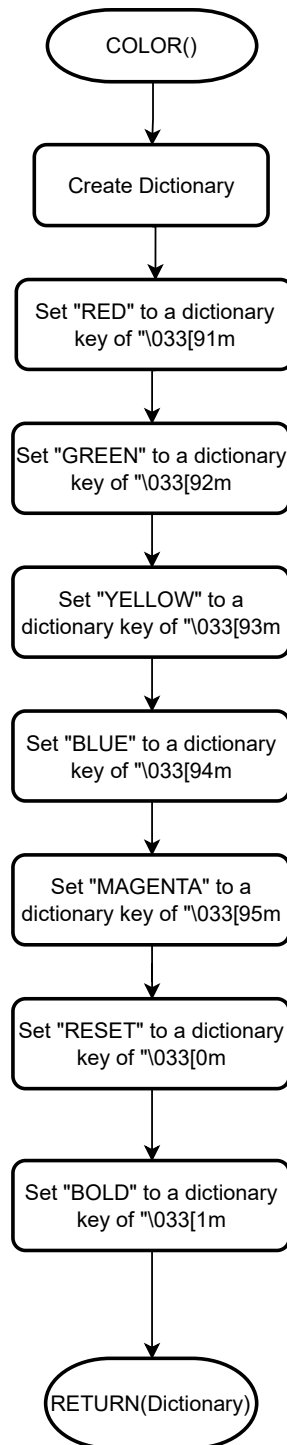 COLOR()
Create Dictionary
Set "RED" to a dictionary
key of "\033[91m
Set "GREEN" to a dictionary
key of "\033[92m
Set "YELLOW" to a
dictionary key of "\033[93m
Set "BLUE" to a dictionary
key of "\033[94m
Set "MAGENTA" to a
dictionary key of "\033[95m
Set "RESET" to a dictionary
key of "\033[0m
Set "BOLD" to a dictionary
key of "\033[1m
RETURN(Dictionary)